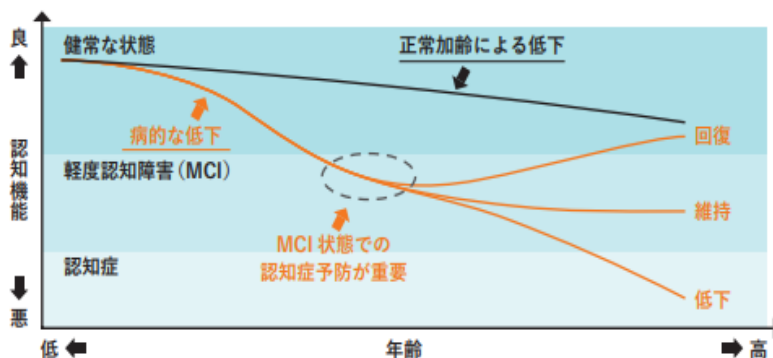 良
認知機能
悪
健常な状態
正常加齢による低下
病的な低下
回復
軽度認知障害(MCI)
維持
MCI 状態での
認知症予防が重要
認知症
低下
低
年齢
高